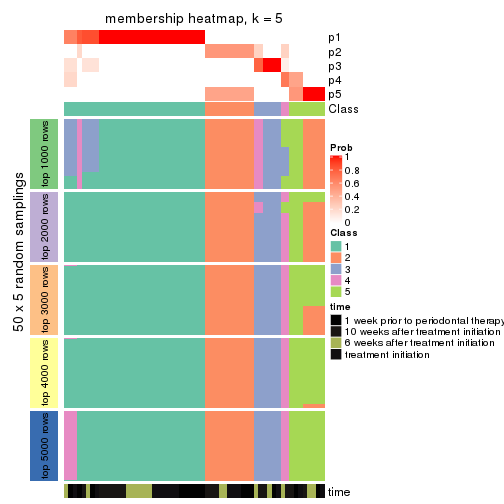 membership heatmap, k = 5
p1
p2
p3
p4
p5
Class
50 x 5 random samplings
top 1000 rows
top 2000 rows
top 3000 rows
top 4000 rows
top 5000 rows
time
Prob
1
0.8
0.6
0.4
0.2
0
Class
1
2
3
4
5
time
1 week prior to periodontal therapy
10 weeks after treatment initiation
6 weeks after treatment initiation
treatment initiation